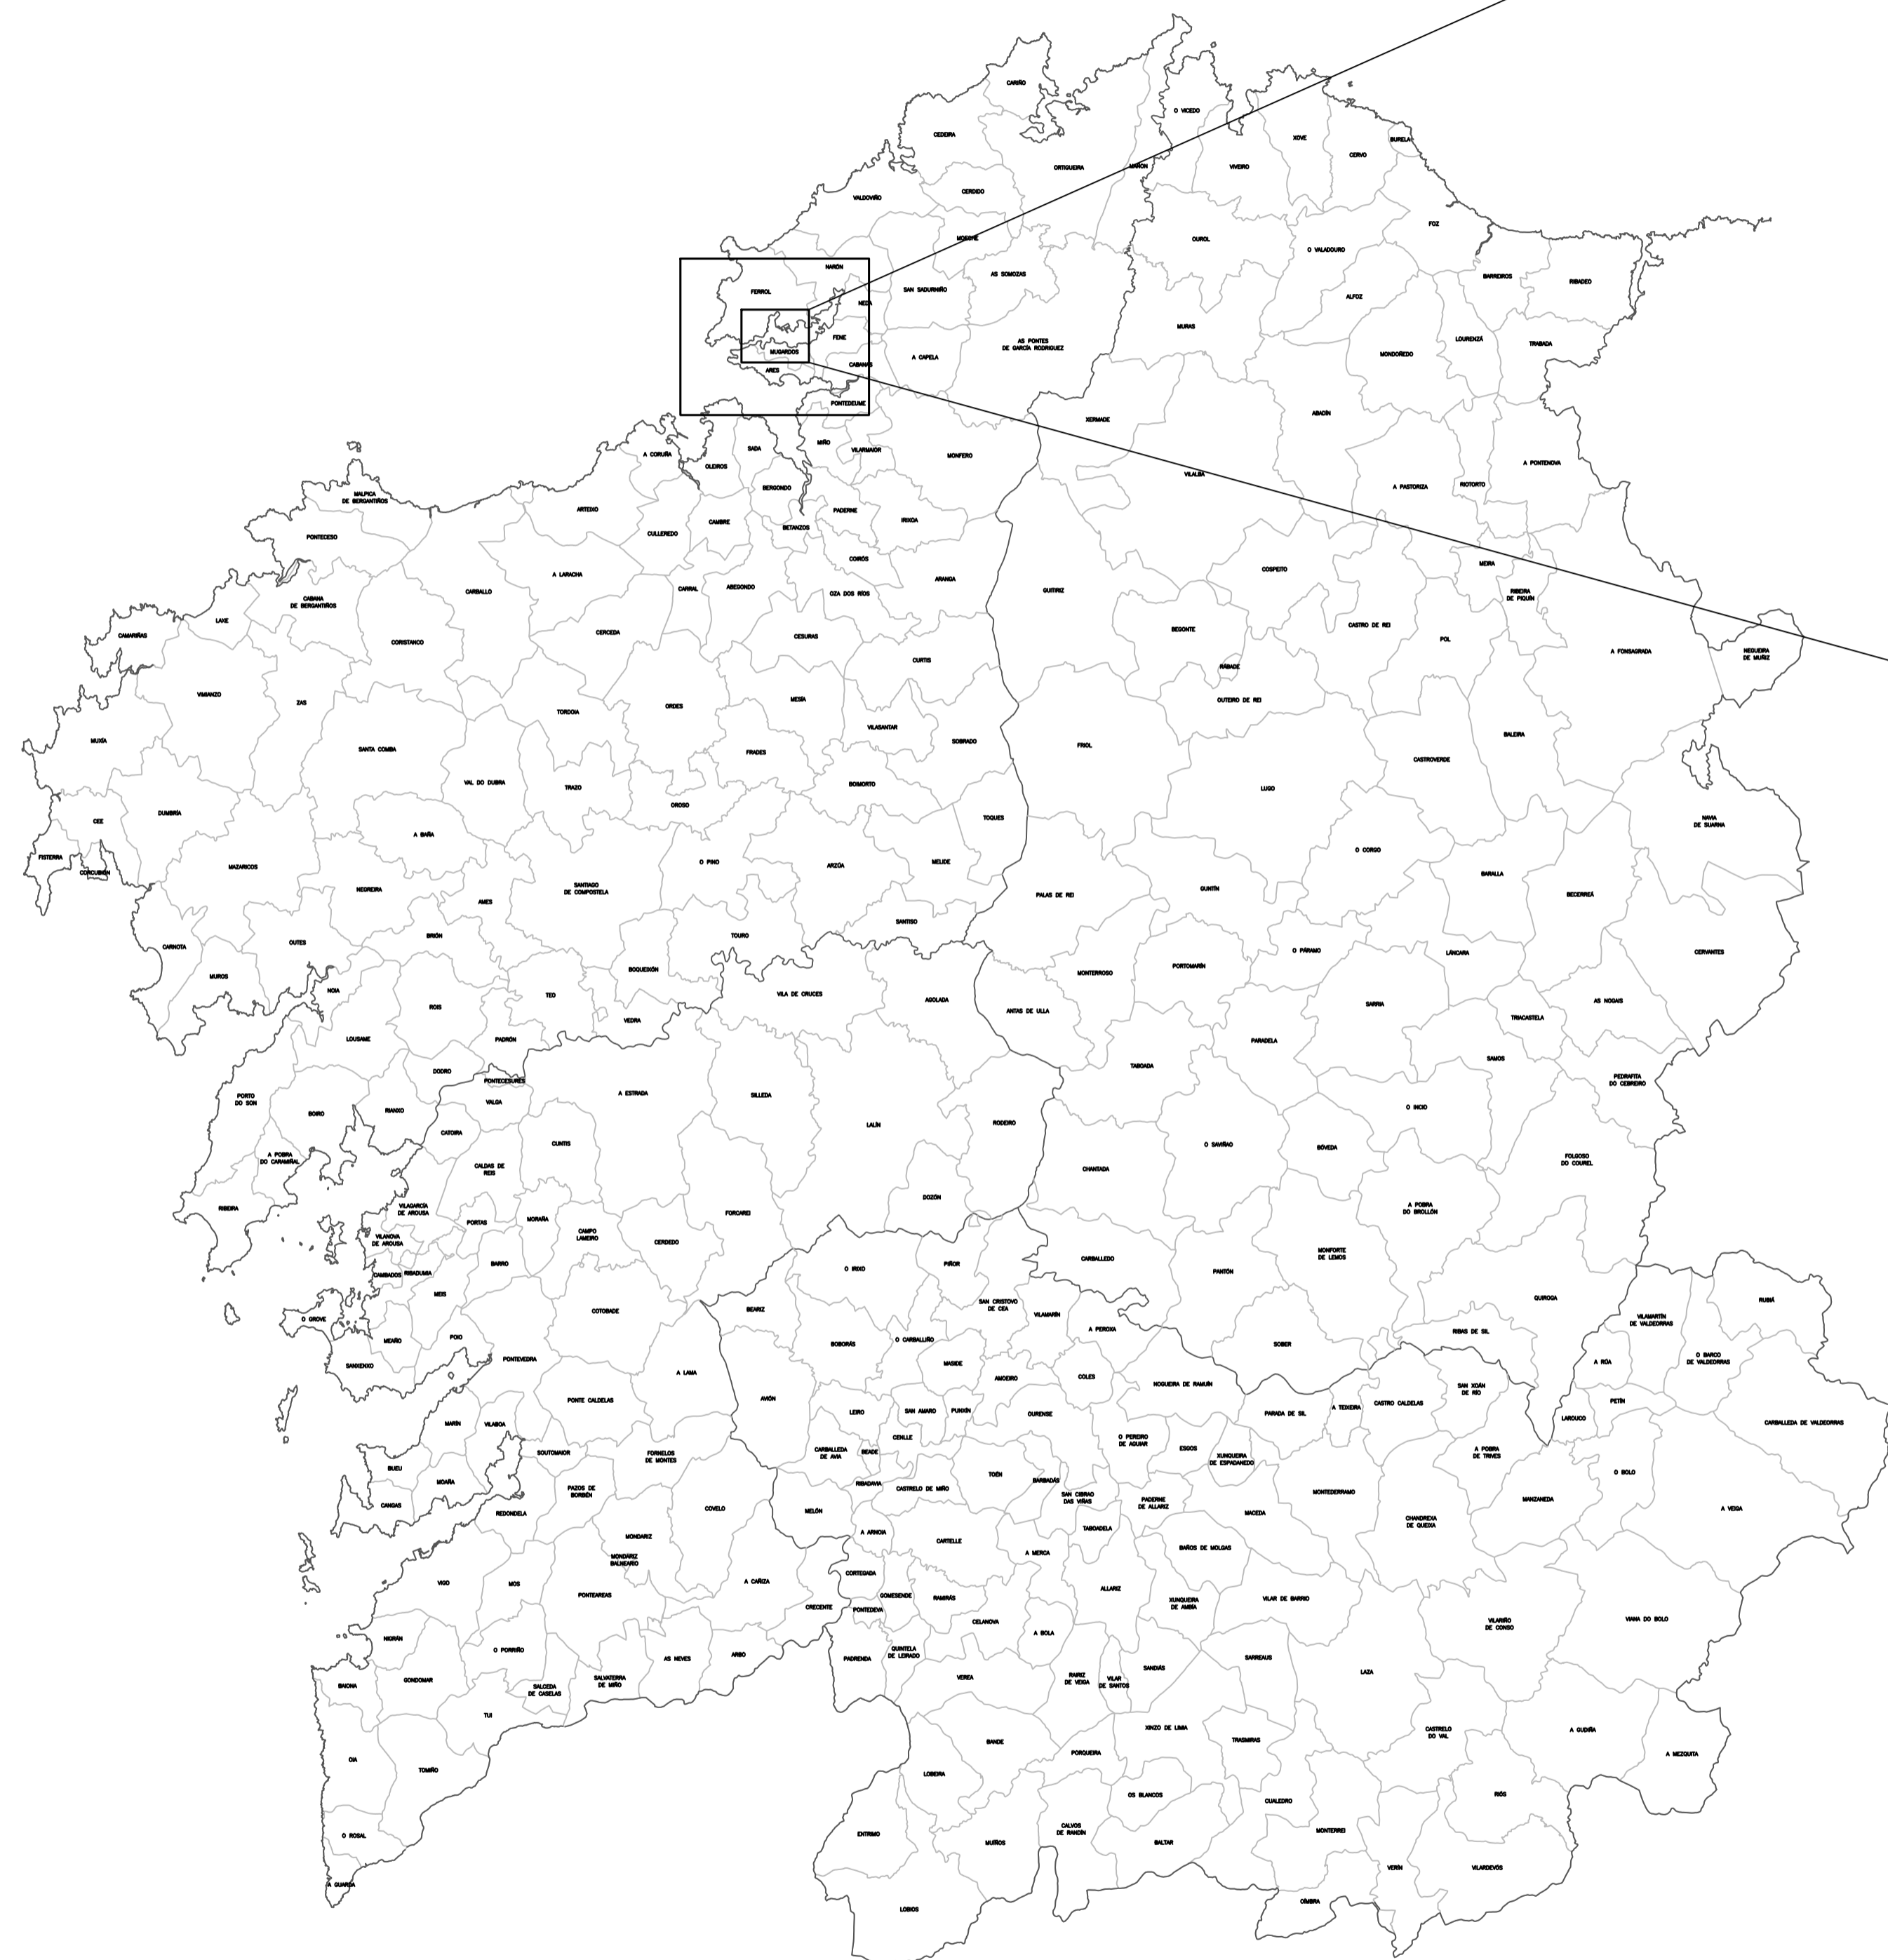 CARIÑO
O VICEDO
CEDEIRA
XOVE
BURELA
CERVO
ORTIGUEIRA
MAÑON
VIVEIRO
CERDIDO
VALDOVIÑO
FOZ
MOECHE
OUROL
O VALADOURO
NARÓN
AS SOMOZAS
BARREIROS
RIBADEO
FERROL
SAN SADURNIÑO
ALFOZ
NEDA
MURAS
FENE
LOURENZÁ
AS PONTES
DE GARCÍA RODRIGUEZ
TRABADA
MUGARDOS
A CAPELA
MONDOÑEDO
CABANAS
ARES
PONTEDEUME
ABADÍN
XERMADE
MIÑO
SADA
VILARMAIOR
A CORUÑA
MONFERO
A PONTENOVA
OLEIROS
VILALBA
BERGONDO
A PASTORIZA
RIOTORTO
MALPICA
DE BERGANTIÑOS
ARTEIXO
PADERNE
IRIXOA
CAMBRE
BETANZOS
CULLEREDO
PONTECESO
COIRÓS
MEIRA
COSPEITO
A LARACHA
ARANGA
ABEGONDO
CARRAL
CARBALLO
GUITIRIZ
OZA DOS RÍOS
RIBEIRA
DE PIQUÍN
CABANA
DE BERGANTIÑOS
LAXE
CASTRO DE REI
BEGONTE
CERCEDA
CAMARIÑAS
CESURAS
POL
CORISTANCO
A FONSAGRADA
NEGUEIRA
DE MUÑIZ
CURTIS
RÁBADE
VIMIANZO
MESÍA
OUTEIRO DE REI
ZAS
ORDES
TORDOIA
VILASANTAR
BALEIRA
MUXÍA
SOBRADO
FRIOL
SANTA COMBA
FRADES
CASTROVERDE
VAL DO DUBRA
BOIMORTO
TRAZO
LUGO
OROSO
DUMBRÍA
TOQUES
CEE
NAVIA
DE SUARNA
A BAÑA
O CORGO
FISTERRA
O PINO
MELIDE
ARZÚA
MAZARICOS
CORCUBIÓN
BARALLA
SANTIAGO
DE COMPOSTELA
NEGREIRA
GUNTÍN
PALAS DE REI
BECERREÁ
AMES
SANTISO
BRIÓN
TOURO
OUTES
CARNOTA
O PÁRAMO
LÁNCARA
CERVANTES
PORTOMARÍN
BOQUEIXÓN
MONTERROSO
MUROS
NOIA
TEO
VILA DE CRUCES
AGOLADA
AS NOGAIS
SARRIA
ROIS
ANTAS DE ULLA
TRIACASTELA
VEDRA
LOUSAME
PADRÓN
PARADELA
SAMOS
TABOADA
DODRO
PONTECESURES
PEDRAFITA
DO CEBREIRO
A ESTRADA
SILLEDA
PORTO
DO SON
VALGA
O INCIO
RIANXO
BOIRO
LALÍN
RODEIRO
CATOIRA
CUNTIS
O SAVIÑAO
BÓVEDA
A POBRA
DO CARAMIÑAL
FOLGOSO
DO COUREL
CALDAS DE
REIS
CHANTADA
DOZÓN
RIBEIRA
VILAGARCÍA
DE AROUSA
A POBRA
DO BROLLÓN
FORCAREI
MORAÑA
PORTAS
CAMPO
LAMEIRO
VILANOVA
DE AROUSA
CERDEDO
MONFORTE
DE LEMOS
CARBALLEDO
BARRO
PIÑOR
O IRIXO
PANTÓN
CAMBADOS
RIBADUMIA
MEIS
QUIROGA
RUBIÁ
SAN CRISTOVO
DE CEA
COTOBADE
BEARIZ
VILAMARÍN
VILAMARTÍN
DE VALDEORRAS
O GROVE
A PEROXA
RIBAS DE SIL
POIO
MEAÑO
O CARBALLIÑO
BOBORÁS
SOBER
O BARCO
DE VALDEORRAS
PONTEVEDRA
A RÚA
MASIDE
SANXENXO
A LAMA
COLES
AMOEIRO
NOGUEIRA DE RAMUÍN
SAN XOÁN
DE RÍO
AVIÓN
PONTE CALDELAS
PETÍN
CASTRO CALDELAS
A TEIXEIRA
LEIRO
SAN AMARO
PUNXÍN
OURENSE
PARADA DE SIL
LAROUCO
CARBALLEDA DE VALDEORRAS
MARÍN
VILABOA
CENLLE
O PEREIRO
DE AGUIAR
ESGOS
SOUTOMAIOR
FORNELOS
DE MONTES
CARBALLEDA
DE AVIA
BEADE
XUNQUEIRA
DE ESPADANEDO
A POBRA
DE TRIVES
BUEU
TOÉN
O BOLO
MOAÑA
BARBADÁS
RIBADAVIA
CASTRELO DE MIÑO
PAZOS DE
BORBÉN
MONTEDERRAMO
SAN CIBRAO
DAS VIÑAS
MANZANEDA
CANGAS
PADERNE
DE ALLARIZ
COVELO
A VEIGA
MELÓN
REDONDELA
MACEDA
CHANDREXA
DE QUEIXA
TABOADELA
A ARNOIA
MONDARIZ
CARTELLE
BAÑOS DE MOLGAS
A MERCA
MONDARIZ
BALNEARIO
CORTEGADA
A CAÑIZA
VIGO
MOS
ALLARIZ
PONTEAREAS
GOMESENDE
RAMIRÁS
VILAR DE BARRIO
XUNQUEIRA
DE AMBÍA
CRECENTE
PONTEDEVA
CELANOVA
VILARIÑO
DE CONSO
VIANA DO BOLO
A BOLA
NIGRÁN
O PORRIÑO
QUINTELA
DE LEIRADO
ARBO
AS NEVES
PADRENDA
SARREAUS
SANDIÁS
LAZA
VEREA
RAIRIZ
DE VEIGA
VILAR
DE SANTOS
GONDOMAR
SALVATERRA
DE MIÑO
BAIONA
SALCEDA
DE CASELAS
TUI
XINZO DE LIMIA
CASTRELO
DO VAL
A GUDIÑA
TRASMIRAS
BANDE
PORQUEIRA
A MEZQUITA
OIA
TOMIÑO
LOBEIRA
RIÓS
OS BLANCOS
CUALEDRO
CALVOS
DE RANDÍN
MONTERREI
ENTRIMO
O ROSAL
MUIÑOS
BALTAR
VERÍN
VILARDEVÓS
A GUARDA
OÍMBRA
LOBIOS